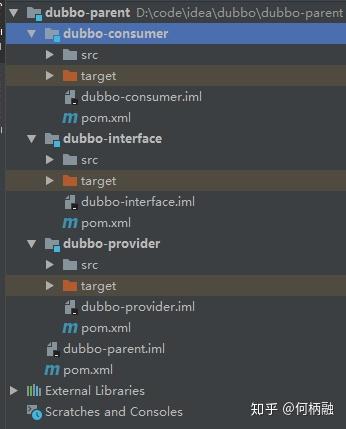 dubbo-parent D:\code\idea\dubbo\dubbo-parent
dubbo-consumer
src
target
dubbo-consumer.iml
pom.xml
dubbo-interface
src
target
dubbo-interface.iml
pom.xml
dubbo-provider
src
target
dubbo-provider.iml
pom.xml
dubbo-parent.iml
pom.xml
External Libraries
Scratches and Consoles
知乎 @何柄融